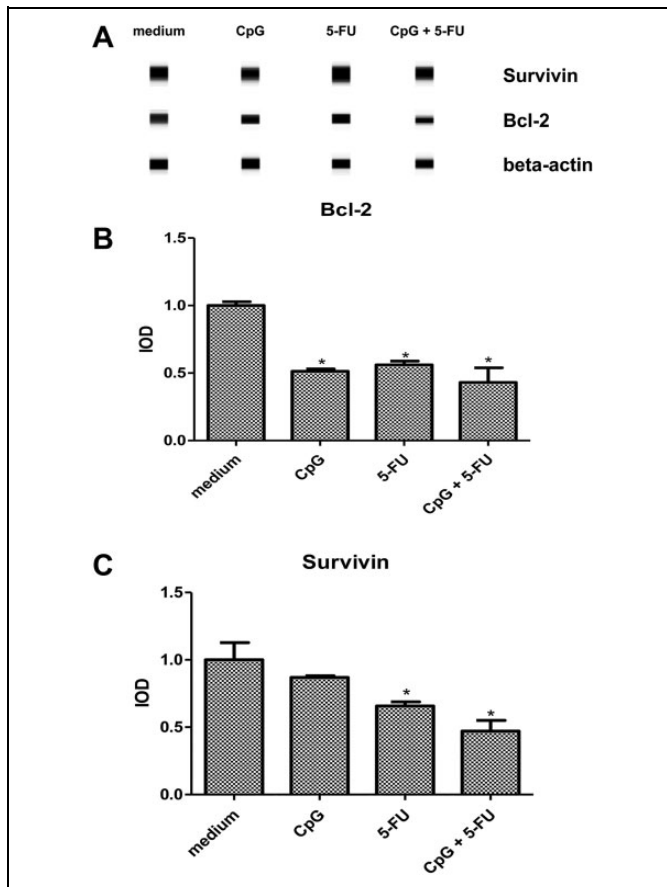 A
medium CpG 5-FU CpG + 5-FU
Survivin
Bcl-2
beta-actin
Bcl-2
B
1.5
1.0
0.5
0.0
IOD
* * *
medium CpG 5-FU CpG + 5-FU
C
Survivin
1.5
1.0
0.5
0.0
IOD
* *
medium CpG 5-FU CpG + 5-FU